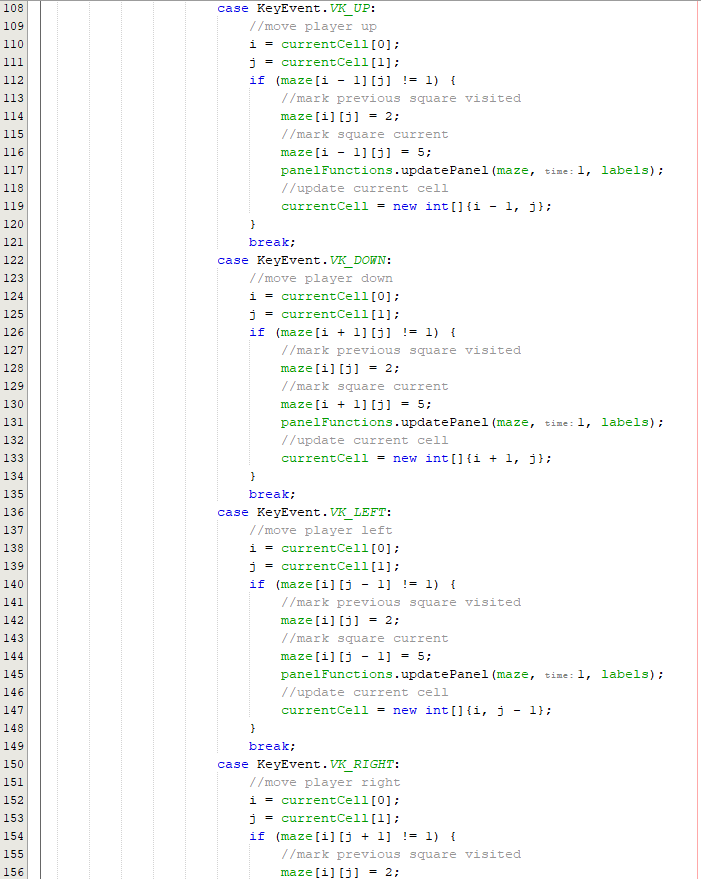 108 case KeyEvent.VK_UP:
109 //move player up
110 i = currentCell[0];
111 j = currentCell[1];
112 if (maze[i - 1][j] != 1) {
113 //mark previous square visited
114 maze[i][j] = 2;
115 //mark square current
116 maze[i - 1][j] = 5;
117 panelFunctions.updatePanel(maze, time: 1, labels);
118 //update current cell
119 currentCell = new int[]{i - 1, j};
120 }
121 break;
122 case KeyEvent.VK_DOWN:
123 //move player down
124 i = currentCell[0];
125 j = currentCell[1];
126 if (maze[i + 1][j] != 1) {
127 //mark previous square visited
128 maze[i][j] = 2;
129 //mark square current
130 maze[i + 1][j] = 5;
131 panelFunctions.updatePanel(maze, time: 1, labels);
132 //update current cell
133 currentCell = new int[]{i + 1, j};
134 }
135 break;
136 case KeyEvent.VK_LEFT:
137 //move player left
138 i = currentCell[0];
139 j = currentCell[1];
140 if (maze[i][j - 1] != 1) {
141 //mark previous square visited
142 maze[i][j] = 2;
143 //mark square current
144 maze[i][j - 1] = 5;
145 panelFunctions.updatePanel(maze, time: 1, labels);
146 //update current cell
147 currentCell = new int[]{i, j - 1};
148 }
149 break;
150 case KeyEvent.VK_RIGHT:
151 //move player right
152 i = currentCell[0];
153 j = currentCell[1];
154 if (maze[i][j + 1] != 1) {
155 //mark previous square visited
156 maze[i][j] = 2;